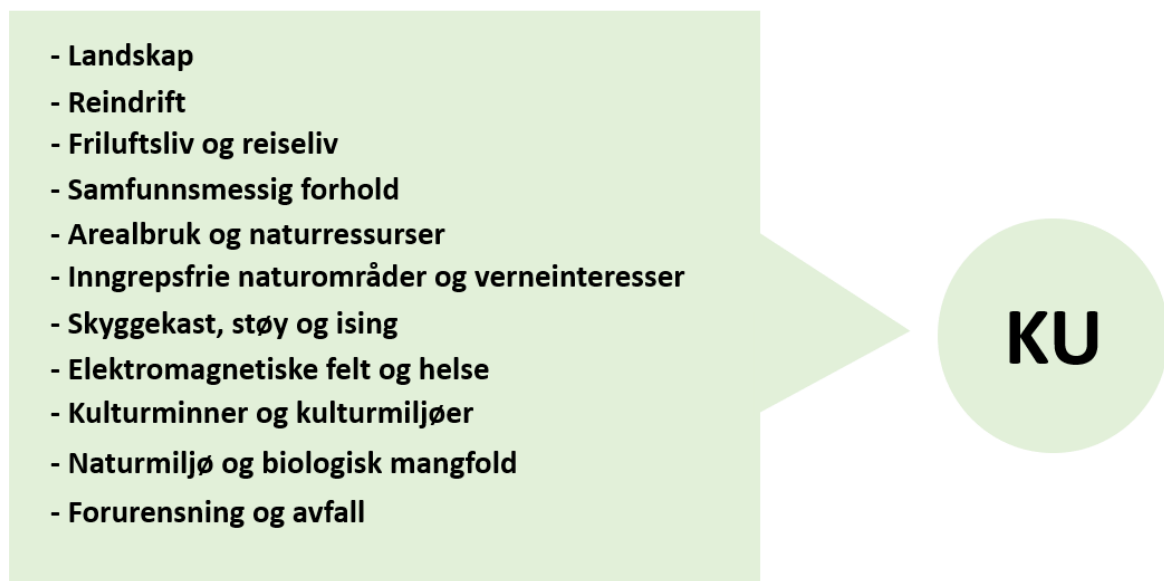 - Landskap
- Reindrift
- Friluftsliv og reiseliv
- Samfunnsmessig forhold
- Arealbruk og naturressurser
- Inngrepsfrie naturområder og verneinteresser
- Skyggekast, støy og ising
- Elektromagnetiske felt og helse
- Kulturminner og kulturmiljøer
- Naturmiljø og biologisk mangfold
- Forurensning og avfall
KU